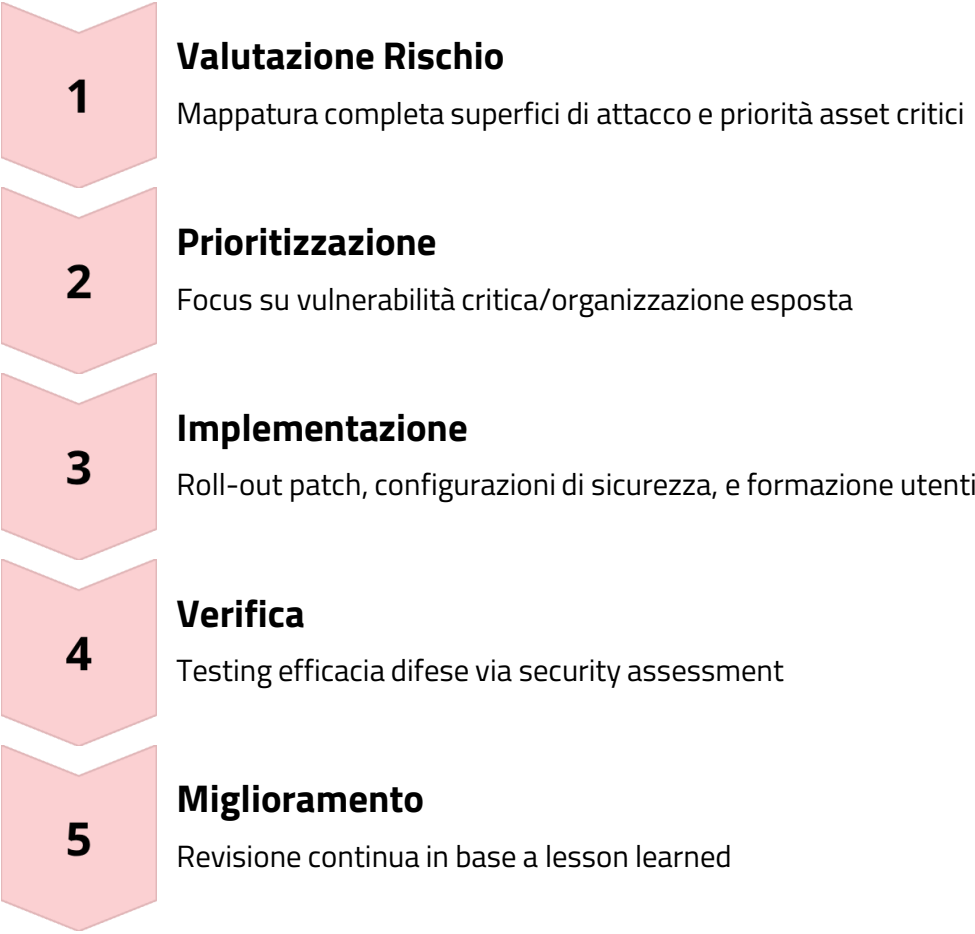 1
Valutazione Rischio
Mappatura completa superfici di attacco e priorità asset critici
2
Prioritizzazione
Focus su vulnerabilità critica/organizzazione esposta
3
Implementazione
Roll-out patch, configurazioni di sicurezza, e formazione utenti
4
Verifica
Testing efficacia difese via security assessment
5
Miglioramento
Revisione continua in base a lesson learned